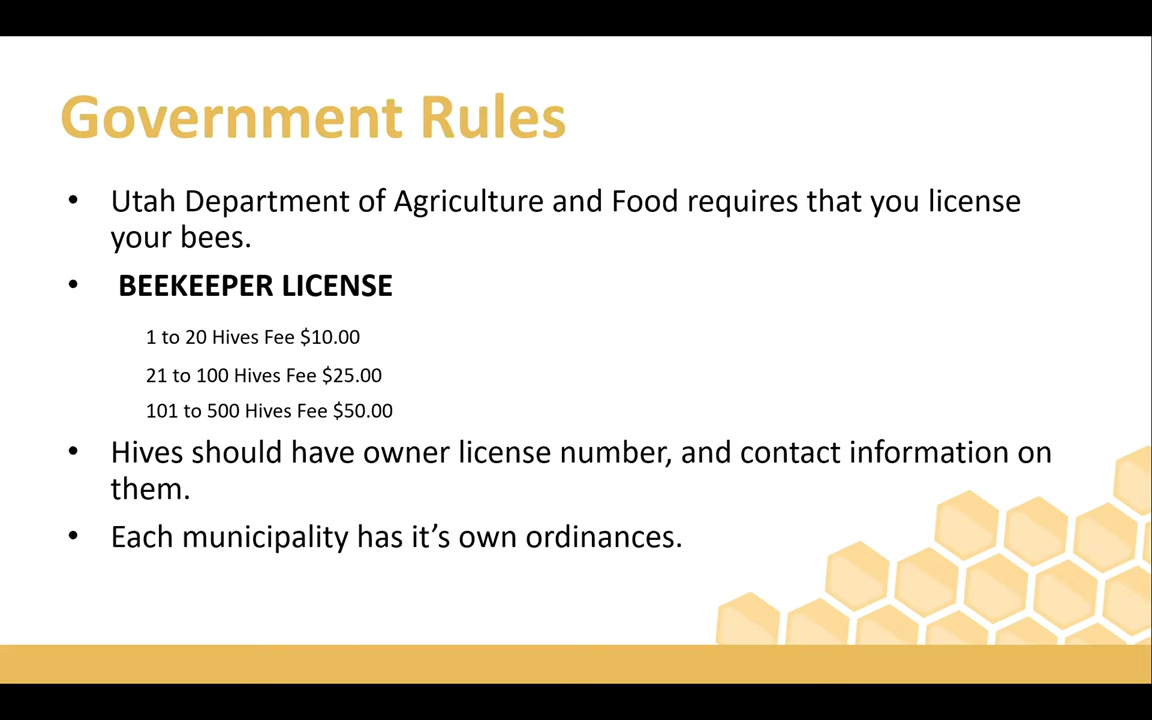 Government Rules
• Utah Department of Agriculture and Food requires that you license
your bees.
• BEEKEEPER LICENSE
1 to 20 Hives Fee $10.00
21 to 100 Hives Fee $25.00
101 to 500 Hives Fee $50.00
• Hives should have owner license number, and contact information on
them.
• Each municipality has it’s own ordinances.